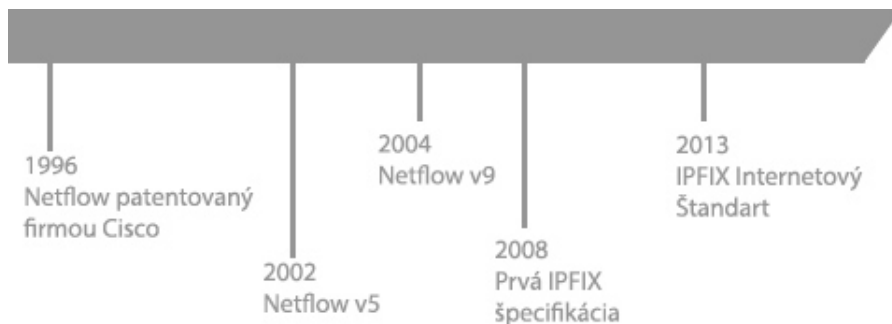 1996
Netflow patentovaný
firmou Cisco
2002
Netflow v5
2004
Netflow v9
2008
Prvá IPFIX
špecifikácia
2013
IPFIX Internetový
Štandart